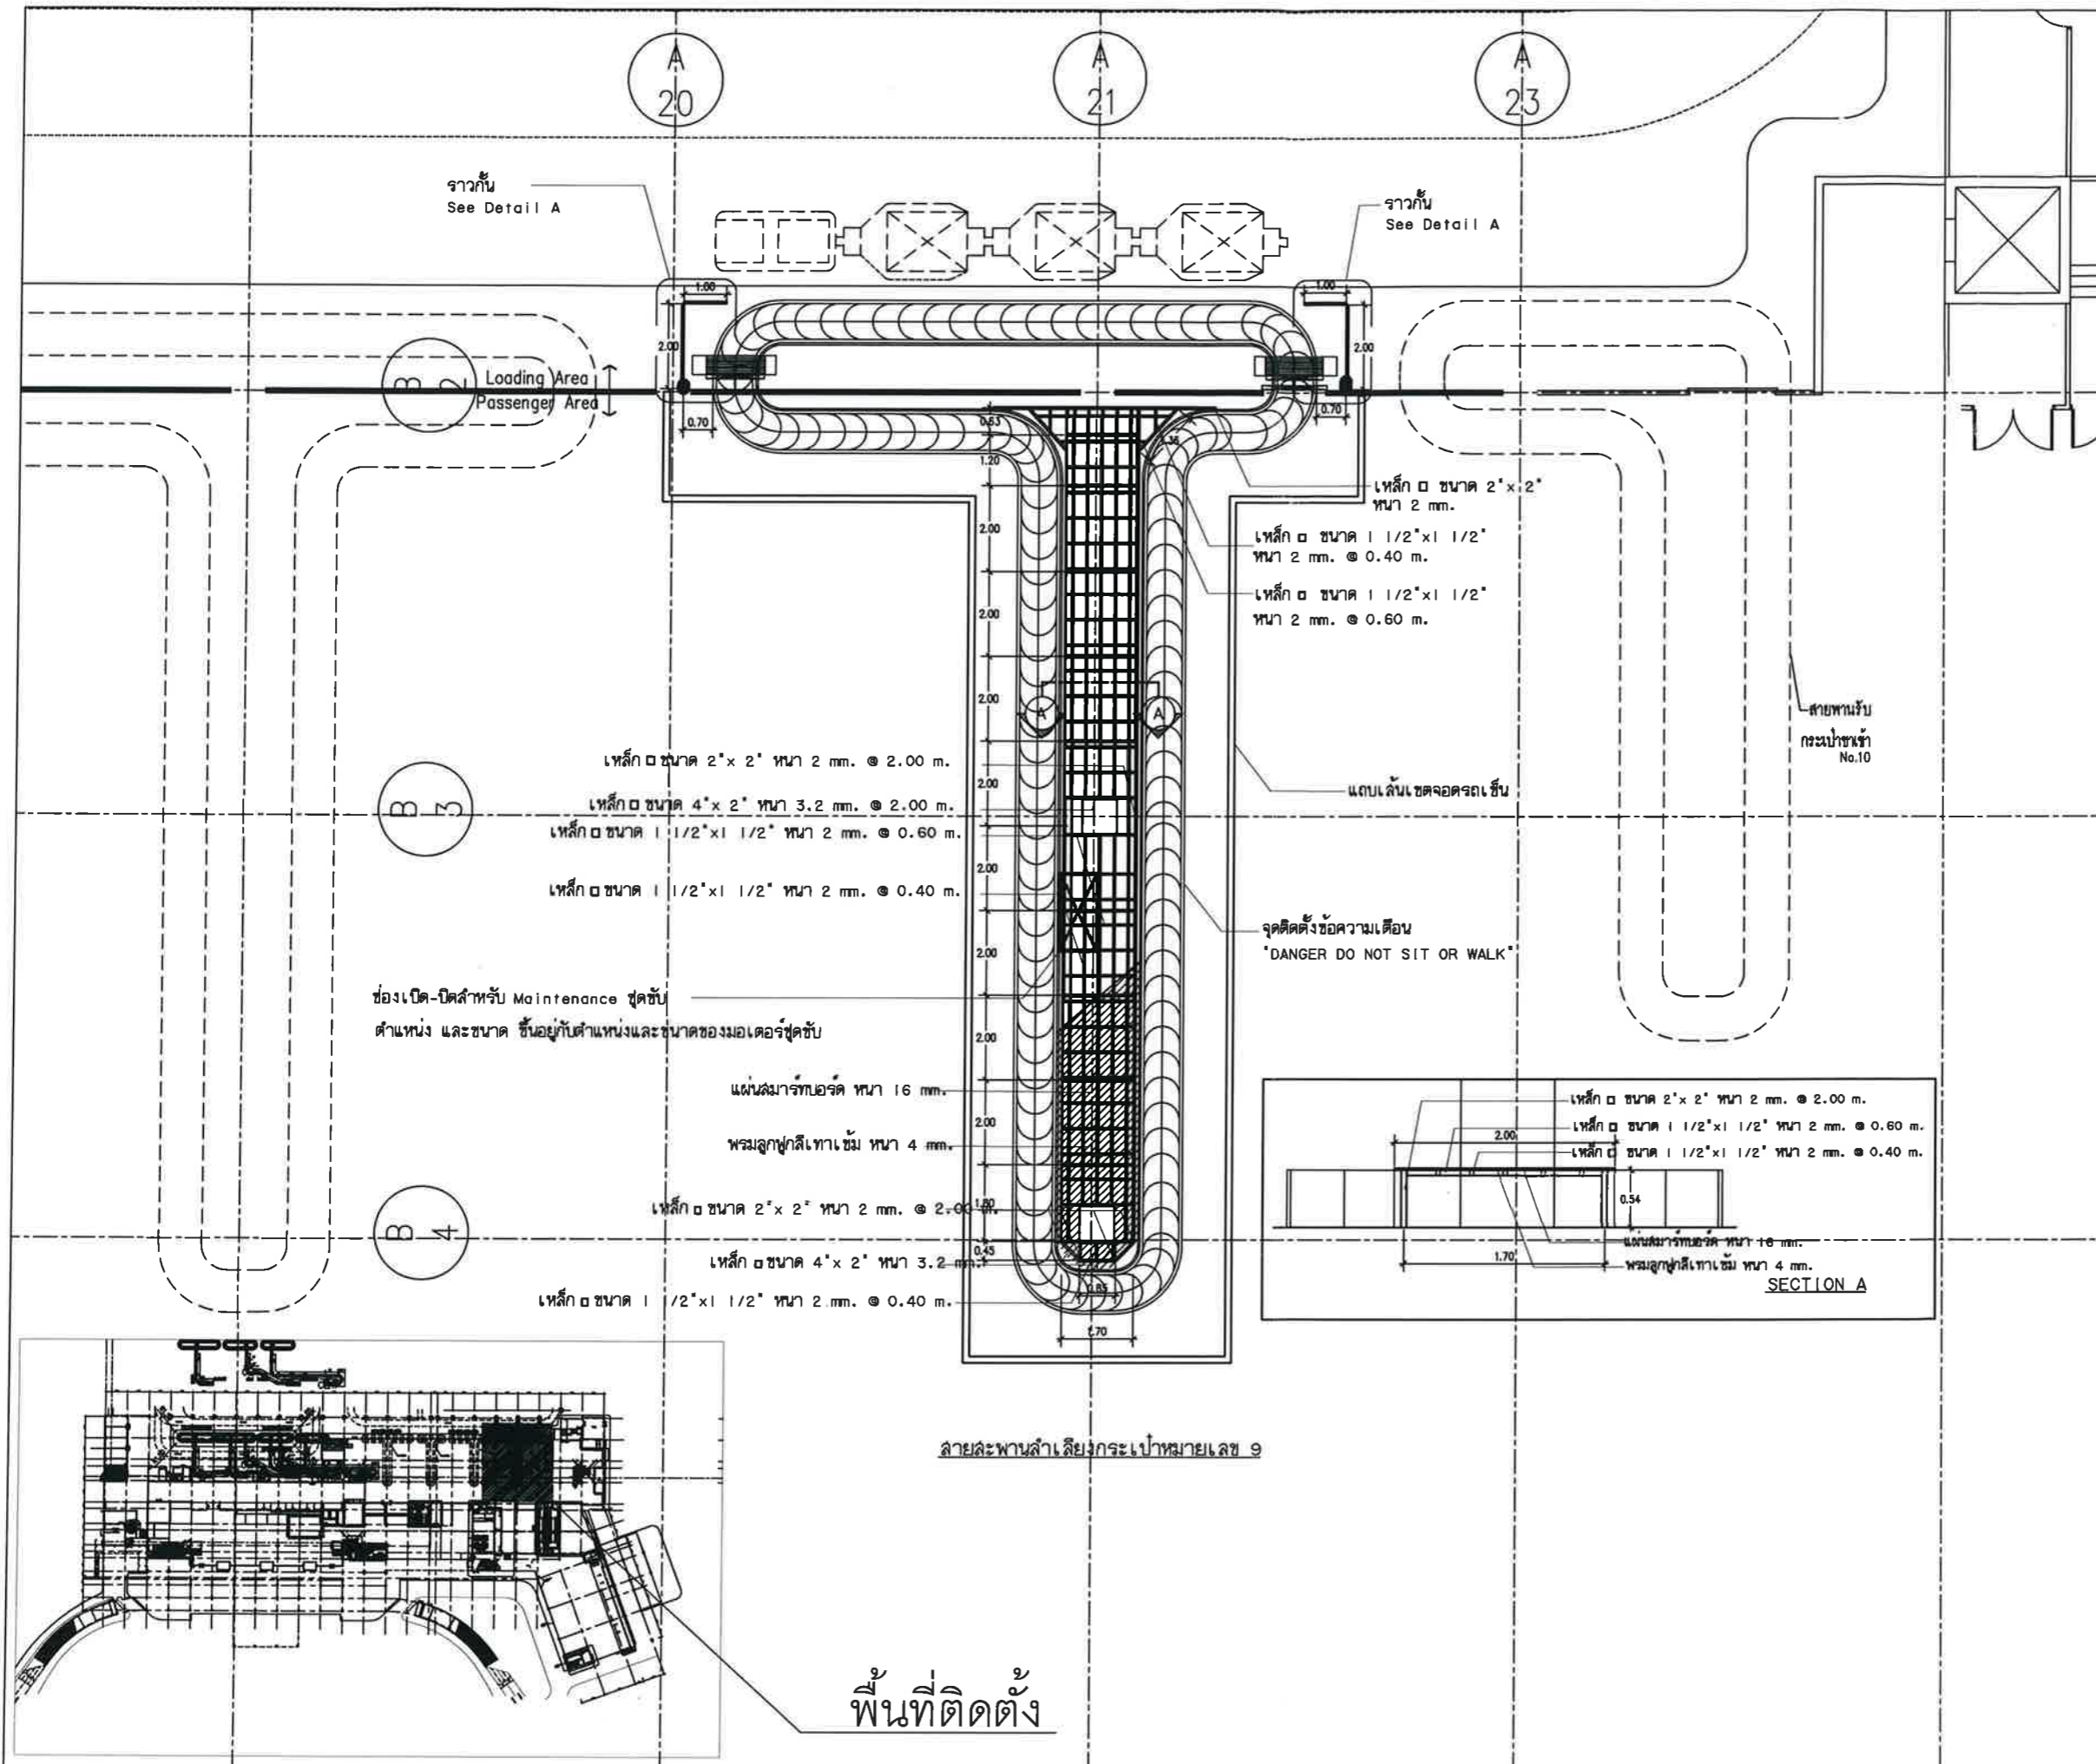 A
20
A
21
A
23
ราวกั้น
See Detail A
ราวกั้น
See Detail A
1.00
1.00
2.00
2.00
B
2
Loading Area
Passenger Area
0.70
0.70
0.63
1.20
2.00
2.00
2.00
2.00
2.00
2.00
2.00
2.00
0.45
0.85
1.70
เหล็ก ขนาด 2"x 2"
หนา 2 mm.
เหล็ก ขนาด 1 1/2"x1 1/2"
หนา 2 mm. @ 0.40 m.
เหล็ก ขนาด 1 1/2"x1 1/2"
หนา 2 mm. @ 0.60 m.
A
A
สายพานรับ
กระเป๋าขาเข้า
No.10
เหล็ก ขนาด 2"x 2" หนา 2 mm. @ 2.00 m.
เหล็ก ขนาด 4"x 2" หนา 3.2 mm. @ 2.00 m.
เหล็ก ขนาด 1 1/2"x1 1/2" หนา 2 mm. @ 0.60 m.
เหล็ก ขนาด 1 1/2"x1 1/2" หนา 2 mm. @ 0.40 m.
B
3
แถบเส้นเขตจอดรถเข็น
จุดติดตั้งข้อความเตือน
"DANGER DO NOT SIT OR WALK"
ช่องเปิด-ปิดสำหรับ Maintenance ชุดขับ
ตำแหน่ง และขนาด ขึ้นอยู่กับตำแหน่งและขนาดของมอเตอร์ชุดขับ
แผ่นสมาร์ทบอร์ด หนา 16 mm.
พรมลูกฟูกสีเทาเข้ม หนา 4 mm.
เหล็ก ขนาด 2"x 2" หนา 2 mm. @ 2.00 m.
B
4
เหล็ก ขนาด 4"x 2" หนา 3.2 mm.
เหล็ก ขนาด 1 1/2"x1 1/2" หนา 2 mm. @ 0.40 m.
เหล็ก ขนาด 2"x 2" หนา 2 mm. @ 2.00 m.
เหล็ก ขนาด 1 1/2"x1 1/2" หนา 2 mm. @ 0.60 m.
เหล็ก ขนาด 1 1/2"x1 1/2" หนา 2 mm. @ 0.40 m.
2.00
0.54
แผ่นสมาร์ทบอร์ด หนา 16 mm.
1.70
พรมลูกฟูกสีเทาเข้ม หนา 4 mm.
SECTION A
สายสะพานลำเลียงกระเป๋าหมายเลข 9
พื้นที่ติดตั้ง